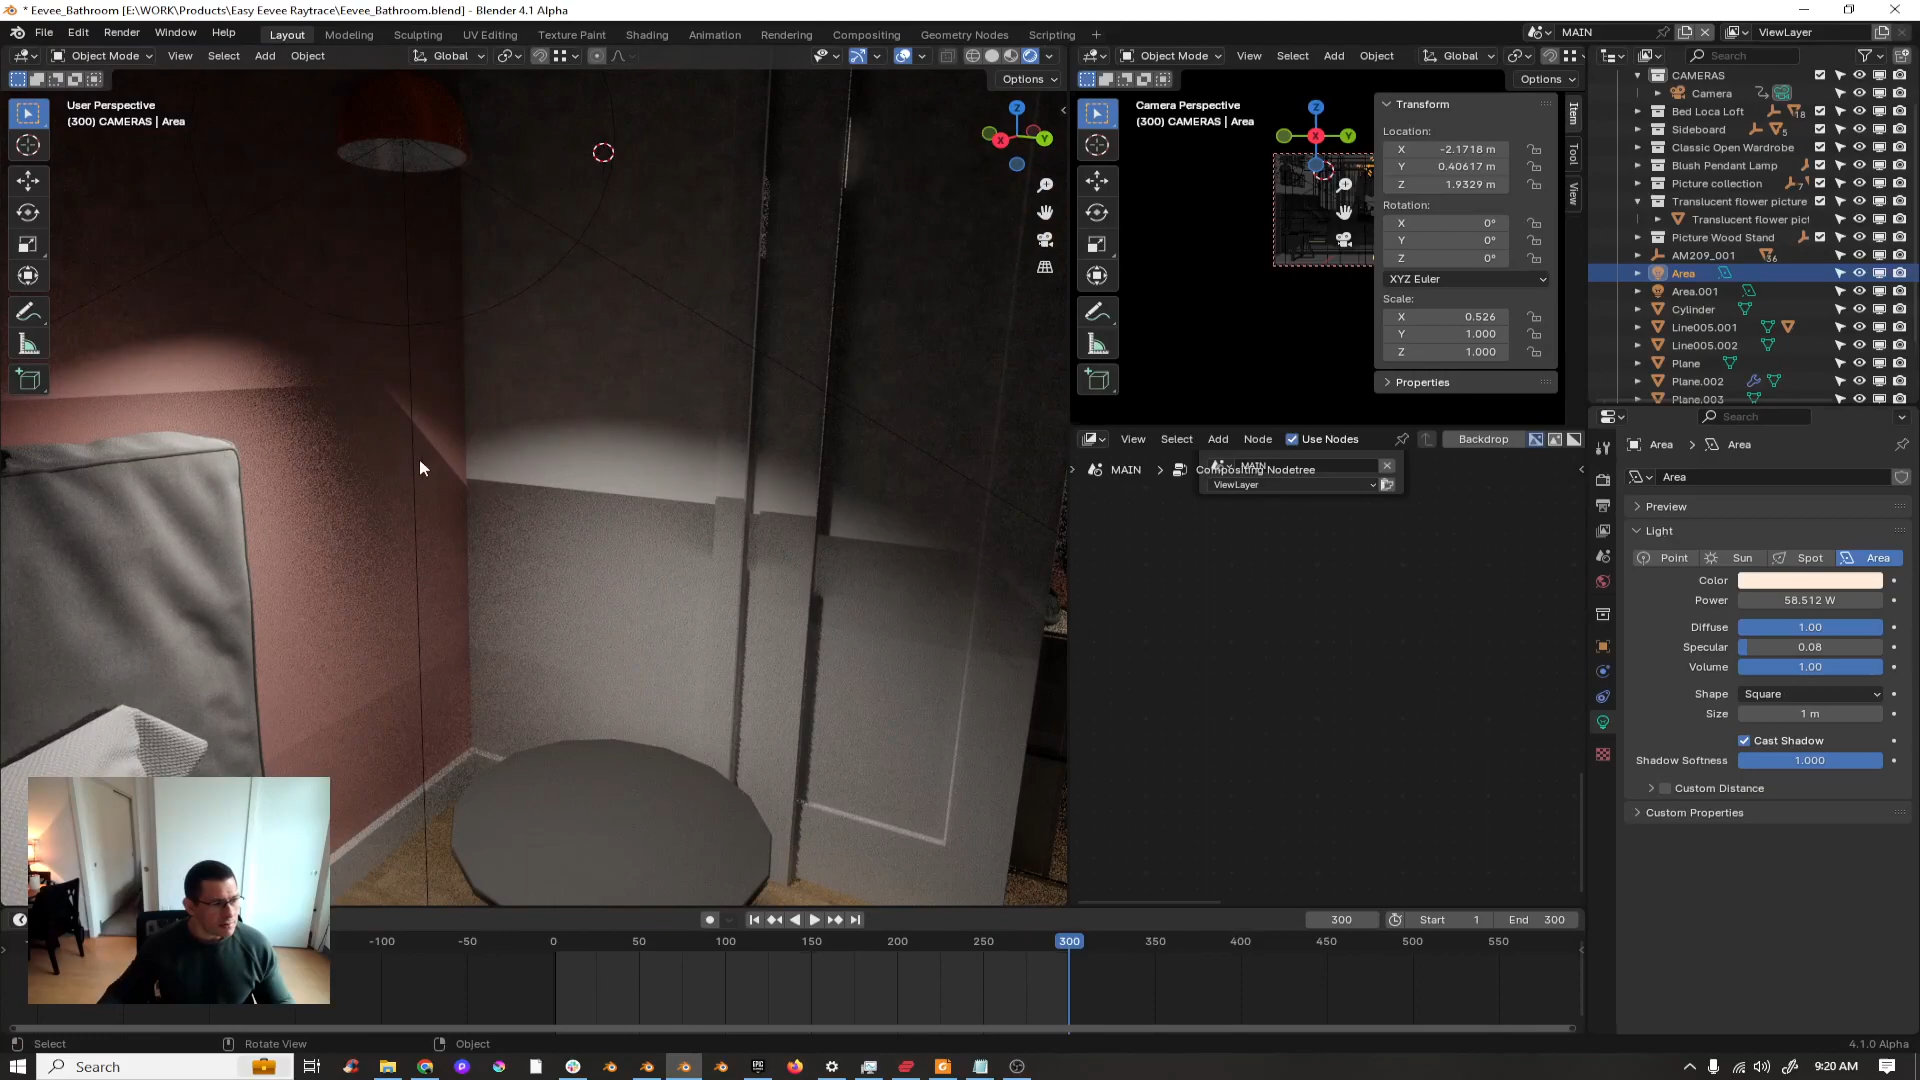 * Eevee_Bathroom [E:\WORK\Products\Easy Eevee Raytrace\Eevee_Bathroom.blend] - Blender 4.1 Alpha
File Edit Render Window Help Layout Modeling Sculpting UV Editing Texture Paint Shading Animation Rendering Compositing Geometry Nodes Scripting + MAIN ViewLayer
Object Mode View Select Add Object Global
Options
User Perspective
(300) CAMERAS | Area
Object Mode View Select Add Object Global
Options
Camera Perspective
(300) CAMERAS | Area
Transform
Location:
X -2.1718 m
Y 0.40617 m
Z 1.9329 m
Rotation:
X 0°
Y 0°
Z 0°
XYZ Euler
Scale:
X 0.526
Y 1.000
Z 1.000
Properties
Item
Tool
View
Search
CAMERAS
Camera
Bed Loca Loft 18
Sideboard 5
Classic Open Wardrobe
Blush Pendant Lamp
Picture collection 7
Translucent flower picture
Translucent flower pict
Picture Wood Stand
AM209_001 36
Area
Area.001
Cylinder
Line005.001
Line005.002
Plane
Plane.002
Plane.003
View Select Add Node Use Nodes Backdrop
MAIN > Compositing Nodetree
MAIN
ViewLayer
Search
Area > Area
Area
Preview
Light
Point Sun Spot Area
Color
Power 58.512 W
Diffuse 1.00
Specular 0.08
Volume 1.00
Shape Square
Size 1 m
Cast Shadow
Shadow Softness 1.000
Custom Distance
Custom Properties
300 Start 1 End 300
-100 -50 0 50 100 150 200 250 300 350 400 450 500 550
Select Rotate View Object 4.1.0 Alpha
Search 9:20 AM